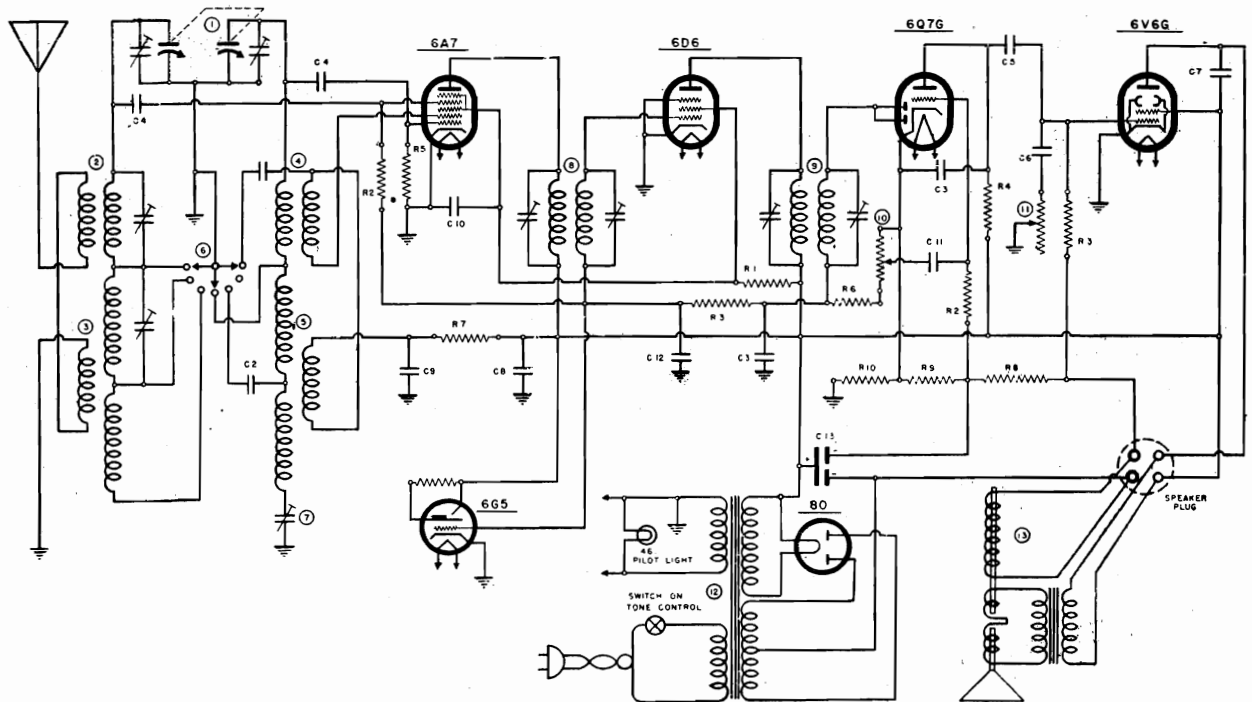 1
6A7
6D6
6Q7G
6V6G
C4
C5
C7
C4
2
4
R5
8
9
C6
R2
C3
R4
10
11
C10
R3
6
C11
R1
R6
R2
3
5
R7
R3
C2
C9
C8
C12
C3
R10
R9
R8
C13
7
6G5
80
SPEAKER
PLUG
46
PILOT LIGHT
13
12
SWITCH ON
TONE CONTROL